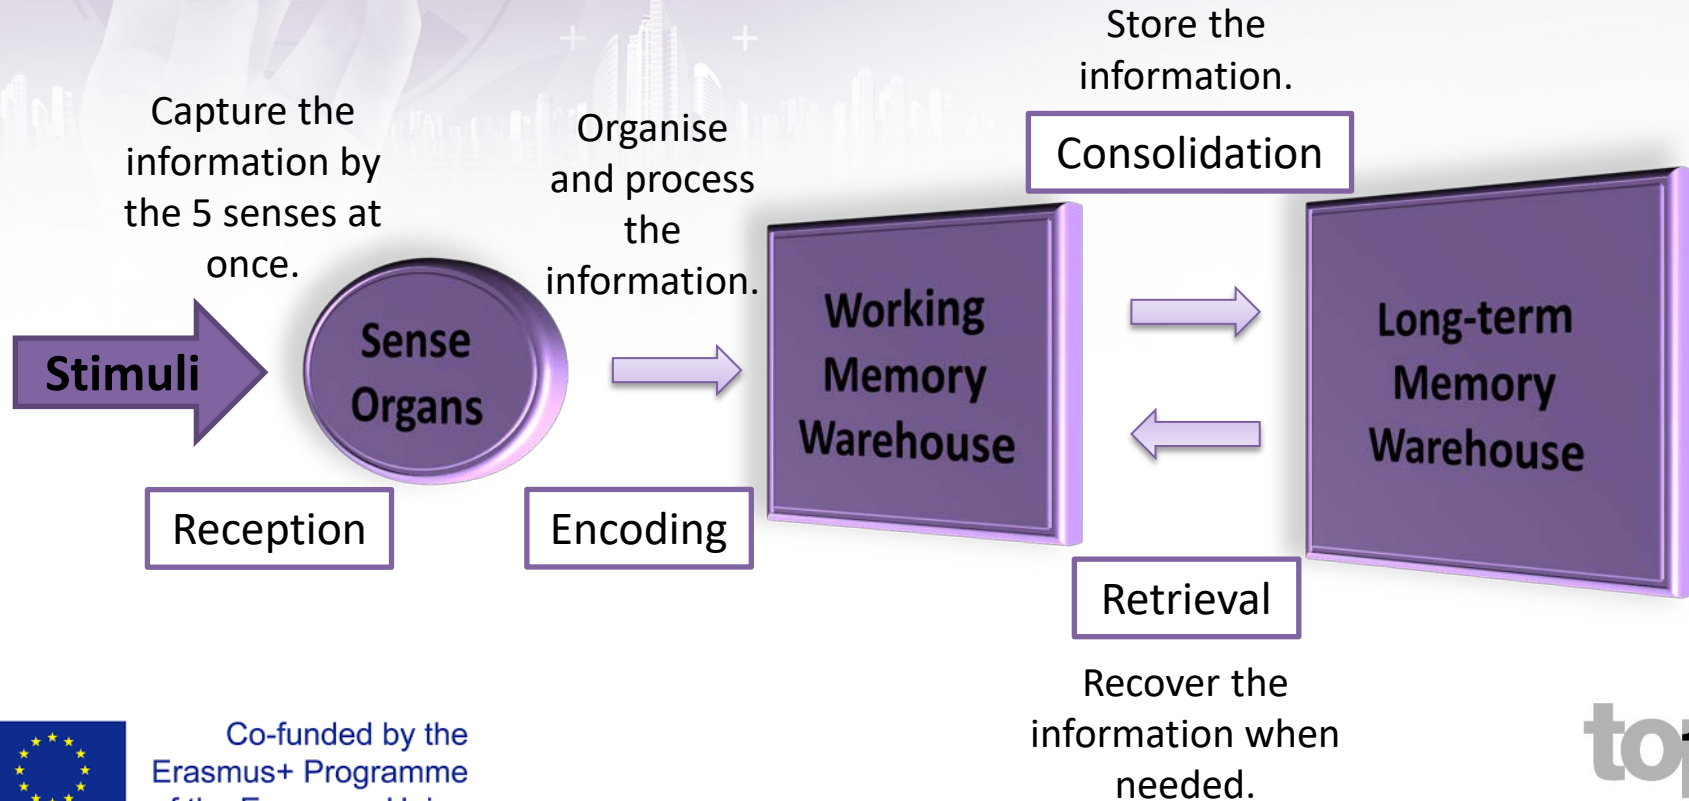 Store the
information.
Consolidation
Capture the
information by
the 5 senses at
once.
Organise
and process
the
information.
Stimuli
Sense
Organs
Working
Memory
Warehouse
Long-term
Memory
Warehouse
Reception
Encoding
Retrieval
Recover the
information when
needed.
Co-funded by the
Erasmus+ Programme